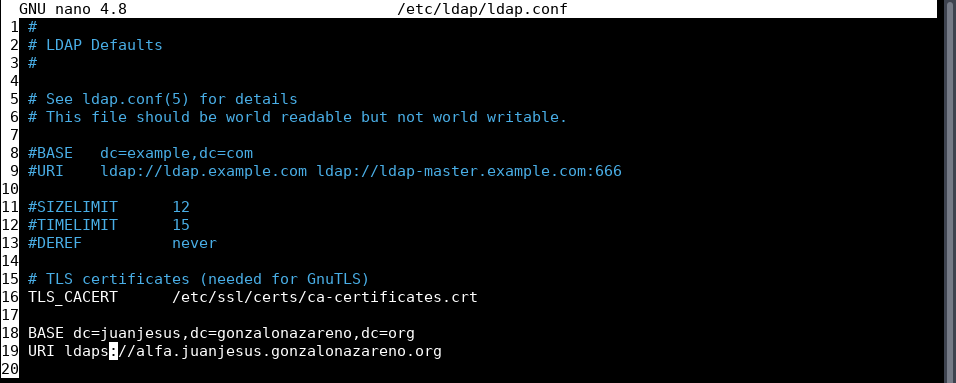 GNU nano 4.8 /etc/ldap/ldap.conf
1 #
2 # LDAP Defaults
3 #
4
5 # See ldap.conf(5) for details
6 # This file should be world readable but not world writable.
7
8 #BASE dc=example,dc=com
9 #URI ldap://ldap.example.com ldap://ldap-master.example.com:666
10
11 #SIZELIMIT 12
12 #TIMELIMIT 15
13 #DEREF never
14
15 # TLS certificates (needed for GnuTLS)
16 TLS_CACERT /etc/ssl/certs/ca-certificates.crt
17
18 BASE dc=juanjesus,dc=gonzalonazareno,dc=org
19 URI ldaps://alfa.juanjesus.gonzalonazareno.org
20